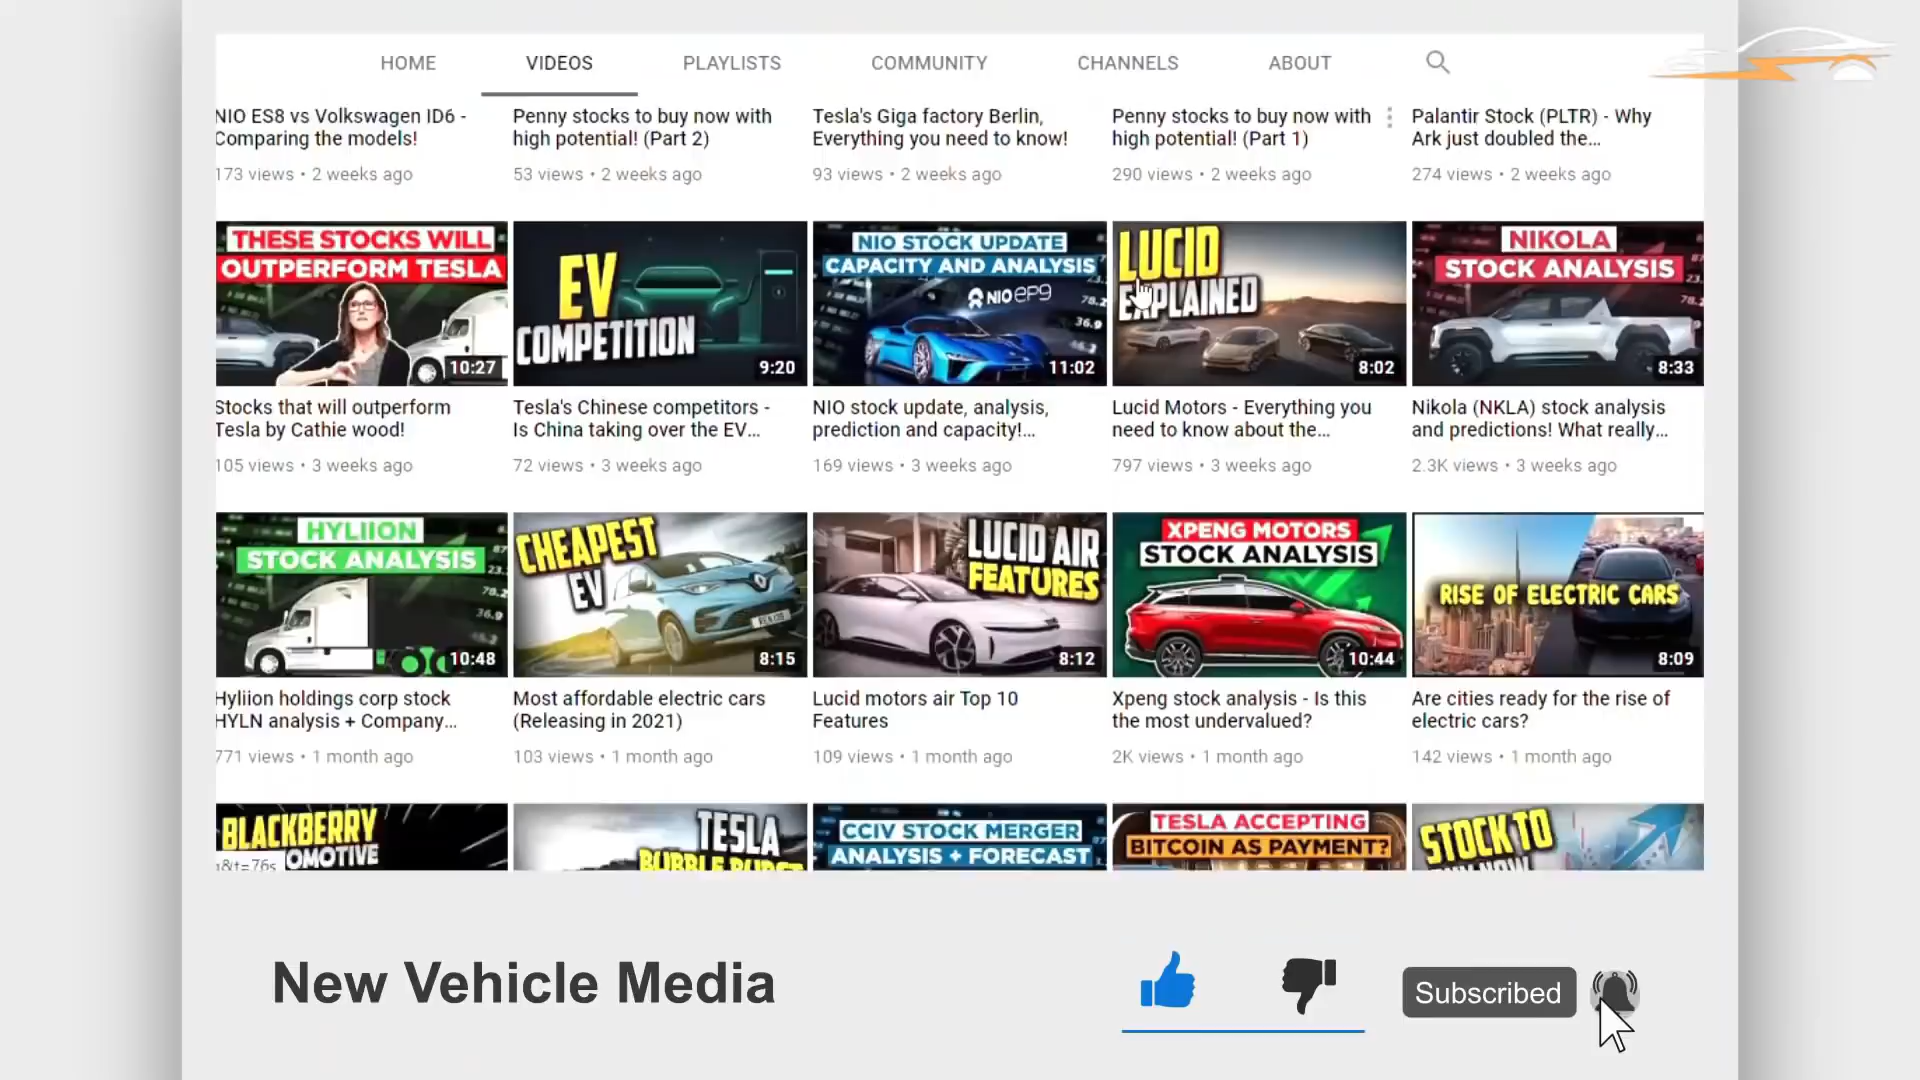 HOME VIDEOS PLAYLISTS COMMUNITY CHANNELS ABOUT
NIO ES8 vs Volkswagen ID6 -
Comparing the models!
173 views • 2 weeks ago
Penny stocks to buy now with
high potential! (Part 2)
53 views • 2 weeks ago
Tesla's Giga factory Berlin,
Everything you need to know!
93 views • 2 weeks ago
Penny stocks to buy now with
high potential! (Part 1)
290 views • 2 weeks ago
Palantir Stock (PLTR) - Why
Ark just doubled the...
274 views • 2 weeks ago
THESE STOCKS WILL
OUTPERFORM TESLA
10:27
Stocks that will outperform
Tesla by Cathie wood!
105 views • 3 weeks ago
EV
COMPETITION
9:20
Tesla's Chinese competitors -
Is China taking over the EV...
72 views • 3 weeks ago
NIO STOCK UPDATE
CAPACITY AND ANALYSIS
NIO EP9
78.2
36.9
11:02
NIO stock update, analysis,
prediction and capacity!...
169 views • 3 weeks ago
LUCID
EXPLAINED
8:02
Lucid Motors - Everything you
need to know about the...
797 views • 3 weeks ago
NIKOLA
STOCK ANALYSIS
8:33
Nikola (NKLA) stock analysis
and predictions! What really...
2.3K views • 3 weeks ago
HYLIION
STOCK ANALYSIS
23.
78.2
36.9
10:48
Hyliion holdings corp stock
HYLN analysis + Company...
771 views • 1 month ago
CHEAPEST
EV
8:15
Most affordable electric cars
(Releasing in 2021)
103 views • 1 month ago
LUCID AIR
FEATURES
8:12
Lucid motors air Top 10
Features
109 views • 1 month ago
XPENG MOTORS
STOCK ANALYSIS
10:44
Xpeng stock analysis - Is this
the most undervalued?
2K views • 1 month ago
RISE OF ELECTRIC CARS
8:09
Are cities ready for the rise of
electric cars?
142 views • 1 month ago
BLACKBERRY
OMOTIVE
&t=76s
TESLA
BUBBLE BURST
CCIV STOCK MERGER
ANALYSIS + FORECAST
TESLA ACCEPTING
BITCOIN AS PAYMENT?
STOCK TO
New Vehicle Media
Subscribed